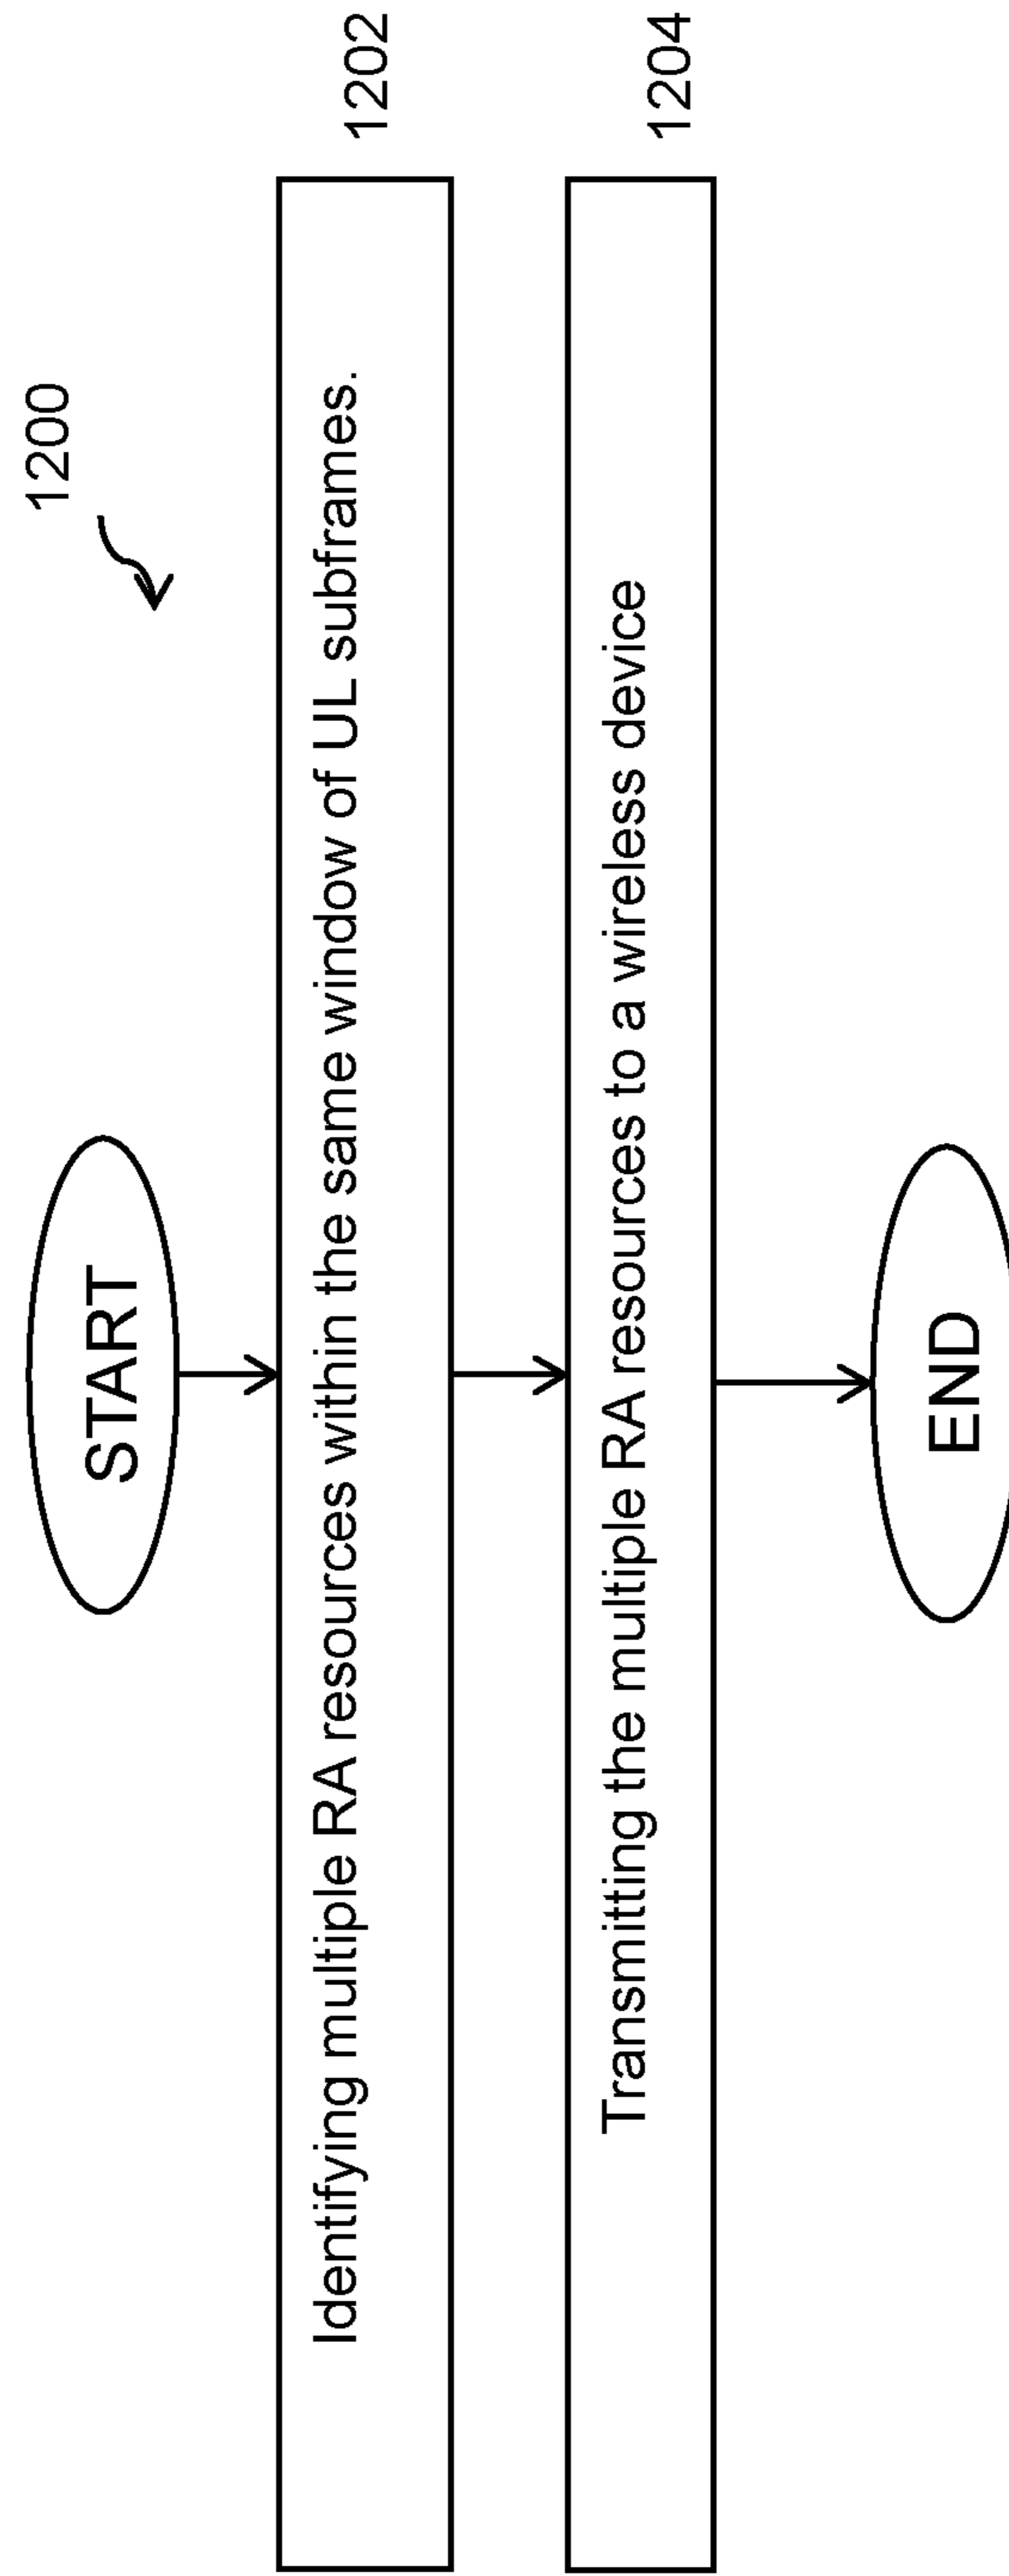 1200
START
Identifying multiple RA resources within the same window of UL subframes.
1202
Transmitting the multiple RA resources to a wireless device
1204
END